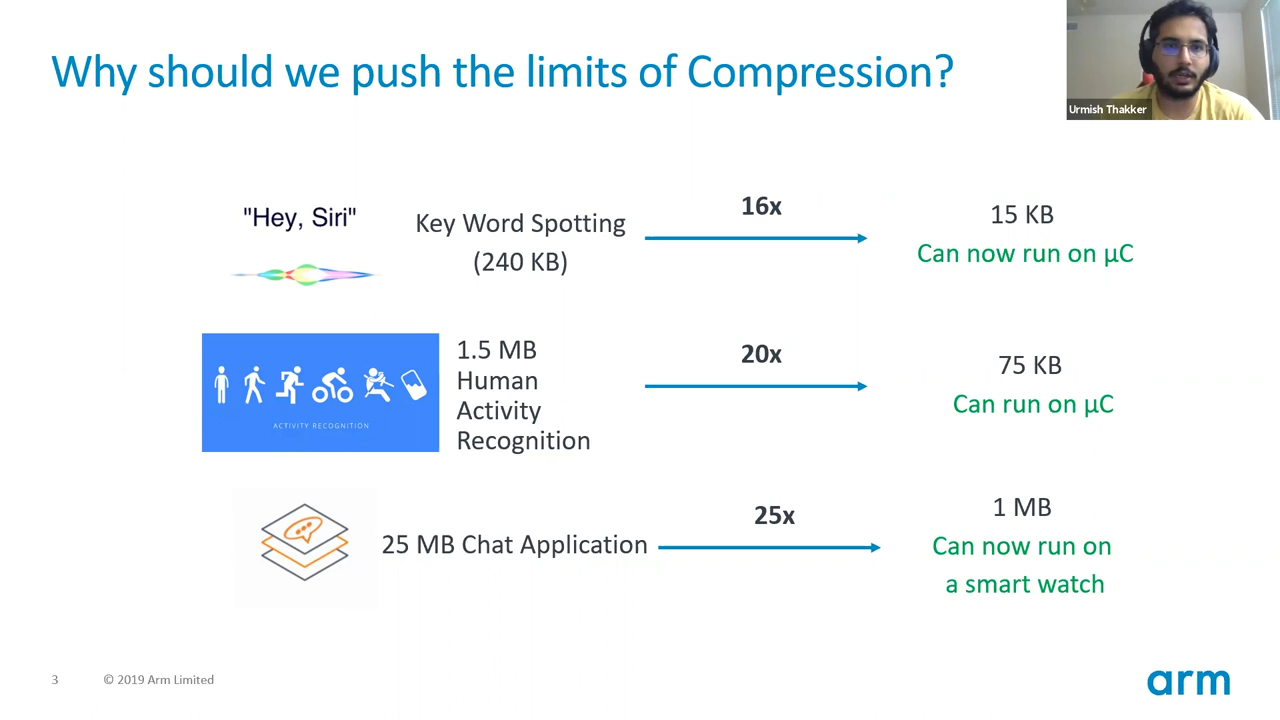 Why should we push the limits of Compression?
Urmish Thakker
"Hey, Siri"
Key Word Spotting
(240 KB)
16x
15 KB
Can now run on µC
ACTIVITY RECOGNITION
1.5 MB
Human
Activity
Recognition
20x
75 KB
Can run on µC
25 MB Chat Application
25x
1 MB
Can now run on
a smart watch
3
© 2019 Arm Limited
arm